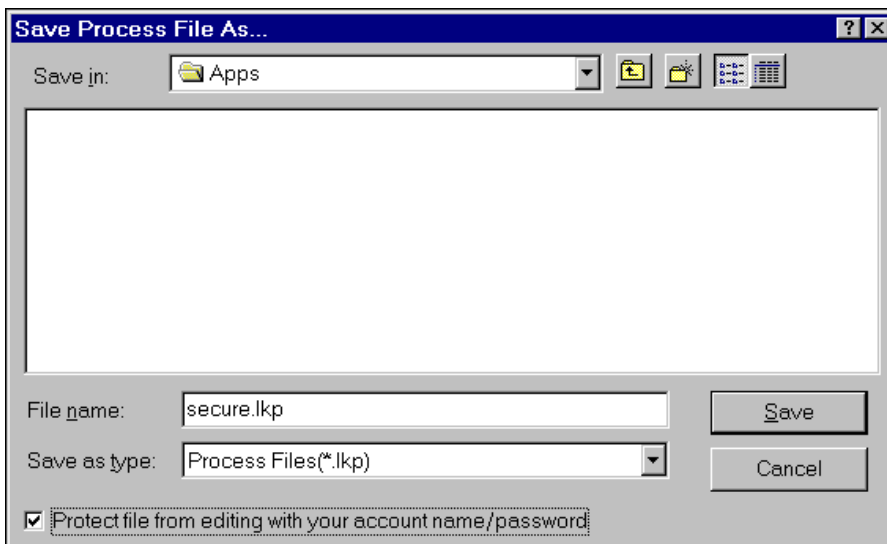 Save Process File As...
Save in: Apps
File name: secure.lkp Save
Save as type: Process Files(*.lkp) Cancel
Protect file from editing with your account name/password